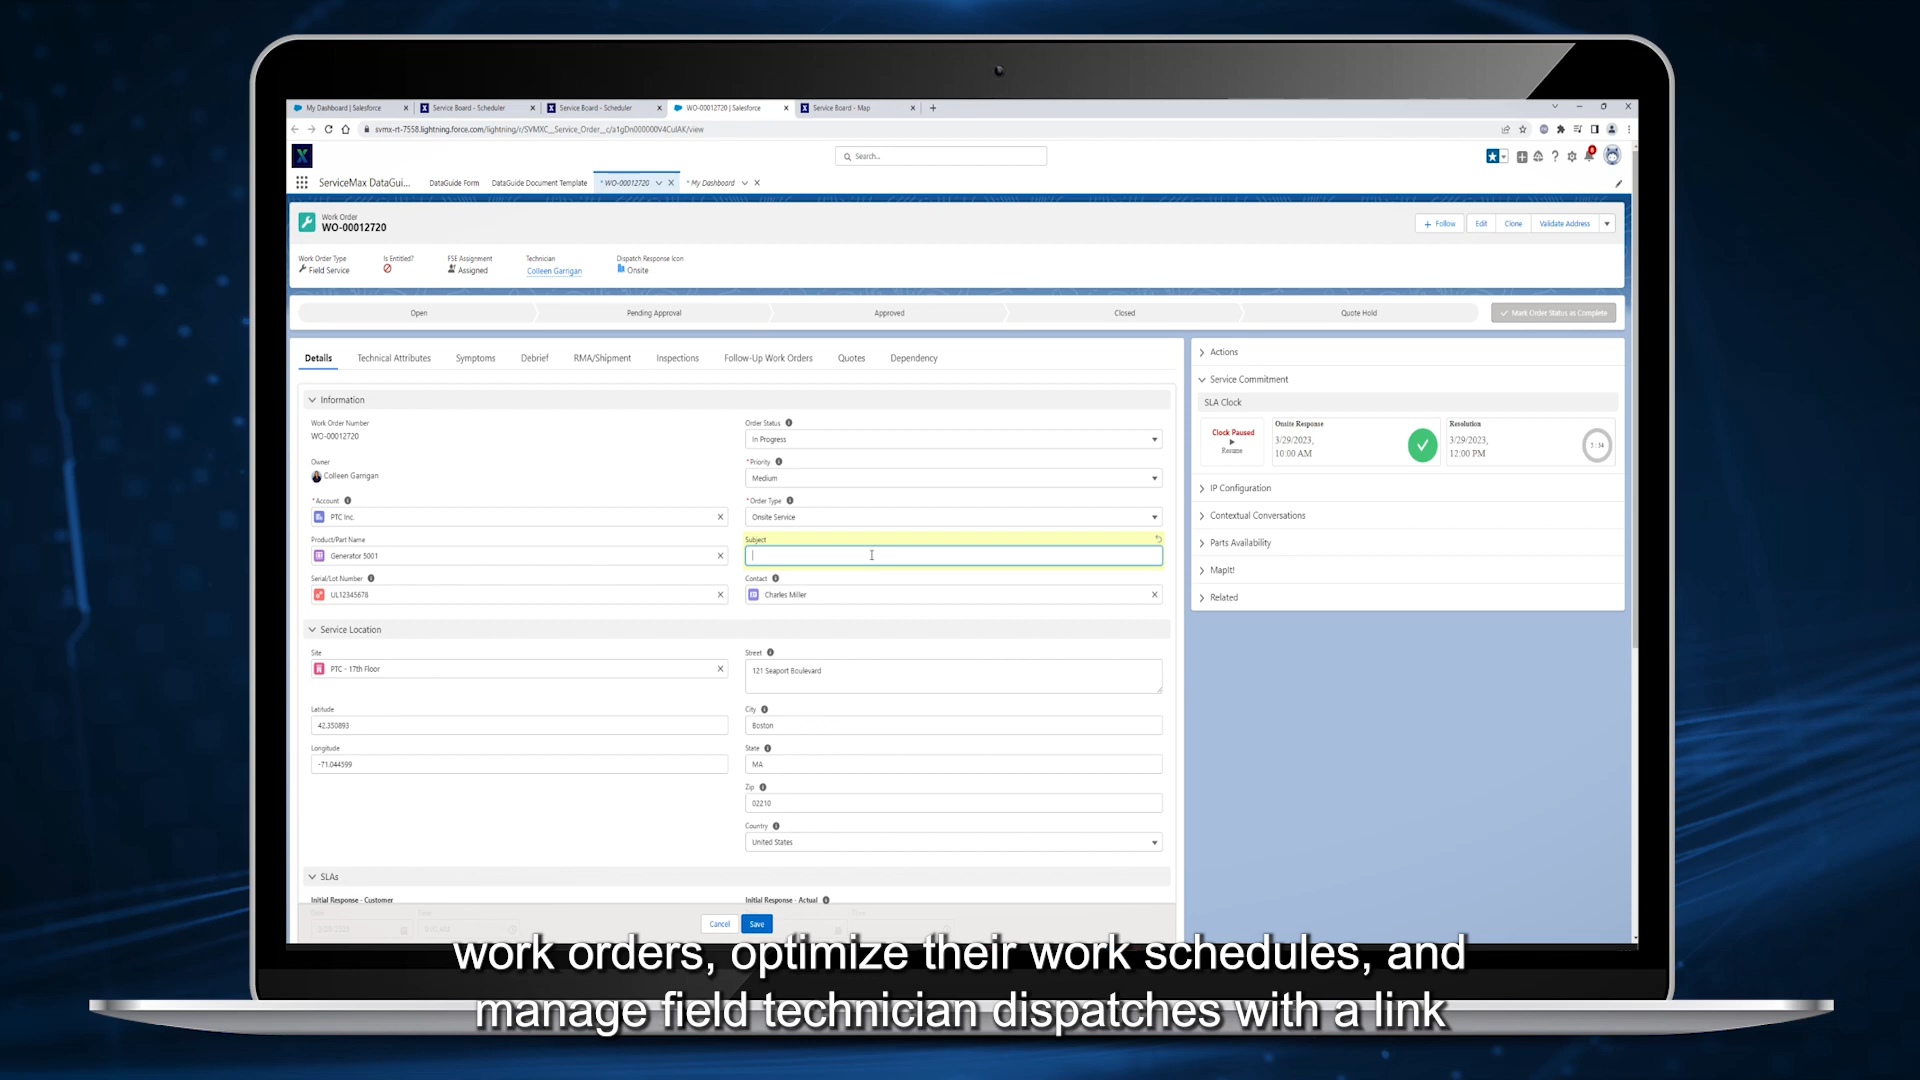 My Dashboard | Salesforce
Service Board - Scheduler
Service Board - Scheduler
WO-00012720 | Salesforce
Service Board - Map
svmx-rt-7558.lightning.force.com/lightning/r/SVMXC__Service_Order__c/a1gDn000000V4CuIAK/view
Search...
ServiceMax DataGui...
DataGuide Form
DataGuide Document Template
* WO-00012720
* My Dashboard
Work Order
WO-00012720
+ Follow
Edit
Clone
Validate Address
Work Order Type
Is Entitled?
FSE Assignment
Technician
Dispatch Response Icon
Field Service
Assigned
Colleen Garrigan
Onsite
Open
Pending Approval
Approved
Closed
Quote Hold
Mark Order Status as Complete
Details
Technical Attributes
Symptoms
Debrief
RMA/Shipment
Inspections
Follow-Up Work Orders
Quotes
Dependency
Information
Work Order Number
WO-00012720
Order Status
In Progress
Owner
Colleen Garrigan
* Priority
Medium
* Account
PTC Inc.
* Order Type
Onsite Service
Product/Part Name
Generator 5001
Subject
Serial/Lot Number
UL12345678
Contact
Charles Miller
Service Location
Site
PTC - 17th Floor
Street
121 Seaport Boulevard
Latitude
42.350893
City
Boston
Longitude
-71.044599
State
MA
Zip
02210
Country
United States
SLAs
Initial Response - Customer
Initial Response - Actual
Cancel
Save
Actions
Service Commitment
SLA Clock
Clock Paused
Resume
Onsite Response
3/29/2023,
10:00 AM
Resolution
3/29/2023,
12:00 PM
IP Configuration
Contextual Conversations
Parts Availability
MapIt!
Related
work orders, optimize their work schedules, and
manage field technician dispatches with a link